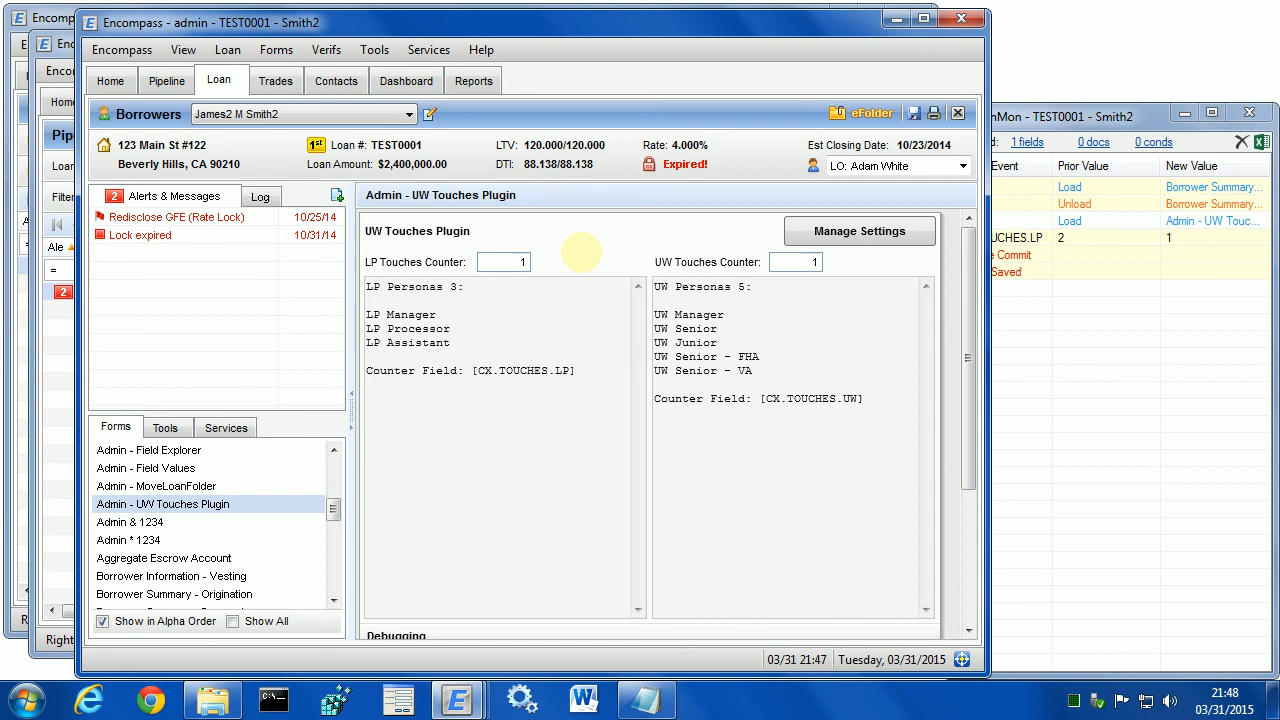 Encompass - admin - TEST0001 - Smith2
Encompass View Loan Forms Verifs Tools Services Help
Home Pipeline Loan Trades Contacts Dashboard Reports
Borrowers James2 M Smith2 eFolder
123 Main St #122
Beverly Hills, CA 90210
1st Loan #: TEST0001
Loan Amount: $2,400,000.00
LTV: 120.000/120.000
DTI: 88.138/88.138
Rate: 4.000%
Expired!
Est Closing Date: 10/23/2014
LO: Adam White
2 Alerts & Messages Log
Redisclose GFE (Rate Lock) 10/25/14
Lock expired 10/31/14
Forms Tools Services
Admin - Field Explorer
Admin - Field Values
Admin - MoveLoanFolder
Admin - UW Touches Plugin
Admin & 1234
Admin * 1234
Aggregate Escrow Account
Borrower Information - Vesting
Borrower Summary - Origination
Show in Alpha Order Show All
Admin - UW Touches Plugin
UW Touches Plugin Manage Settings
LP Touches Counter: 1
LP Personas 3:
LP Manager
LP Processor
LP Assistant
Counter Field: [CX.TOUCHES.LP]
UW Touches Counter: 1
UW Personas 5:
UW Manager
UW Senior
UW Junior
UW Senior - FHA
UW Senior - VA
Counter Field: [CX.TOUCHES.UW]
Debugging
03/31 21:47 Tuesday, 03/31/2015
nMon - TEST0001 - Smith2
d: 1 fields 0 docs 0 conds
Event Prior Value New Value
Load Borrower Summary...
Unload Borrower Summary...
Load Admin - UW Touc...
UCHES.LP 2 1
Commit
Saved
Encomp
Pip
Loan
Filter
Ale
=
2
Right
21:48
03/31/2015